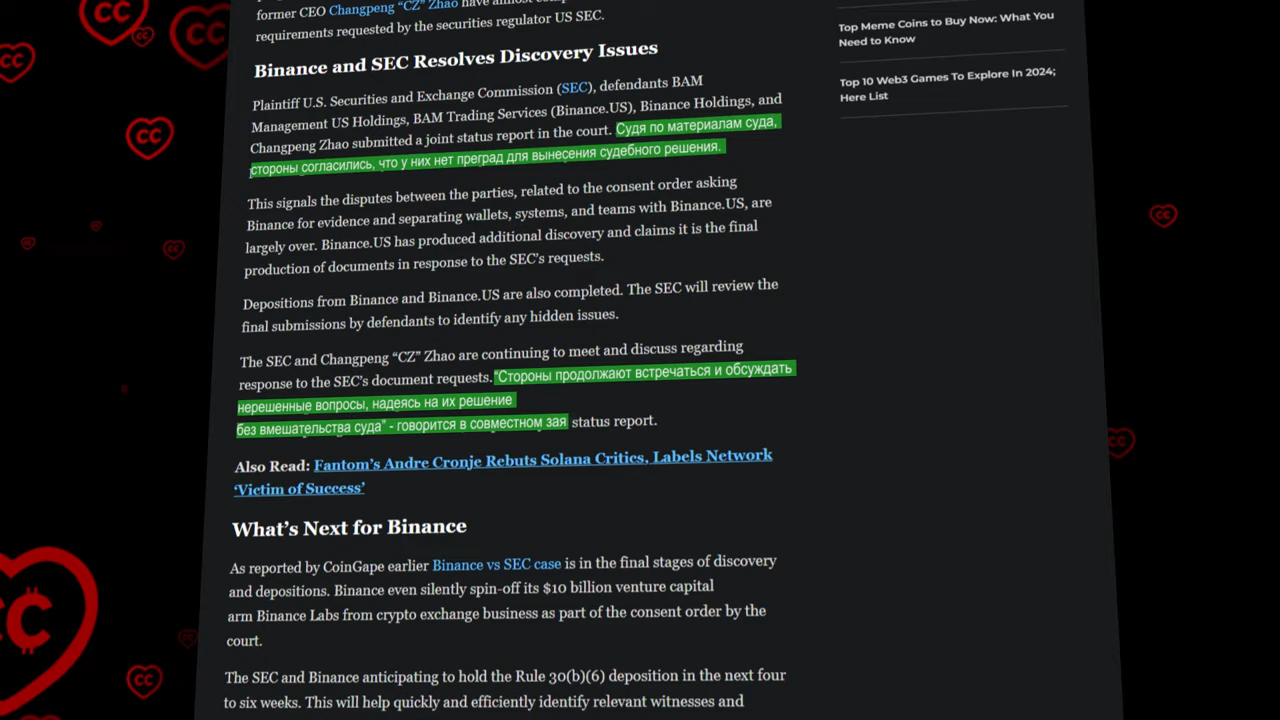 former CEO Changpeng “CZ” Zhao have almost
requirements requested by the securities regulator US SEC.
Binance and SEC Resolves Discovery Issues
Plaintiff U.S. Securities and Exchange Commission (SEC), defendants BAM
Management US Holdings, BAM Trading Services (Binance.US), Binance Holdings, and
Changpeng Zhao submitted a joint status report in the court. Судя по материалам суда,
стороны согласились, что у них нет преград для вынесения судебного решения.
This signals the disputes between the parties, related to the consent order asking
Binance for evidence and separating wallets, systems, and teams with Binance.US, are
largely over. Binance.US has produced additional discovery and claims it is the final
production of documents in response to the SEC’s requests.
Depositions from Binance and Binance.US are also completed. The SEC will review the
final submissions by defendants to identify any hidden issues.
The SEC and Changpeng “CZ” Zhao are continuing to meet and discuss regarding
response to the SEC’s document requests. “Стороны продолжают встречаться и обсуждать
нерешенные вопросы, надеясь на их решение
без вмешательства суда” - говорится в совместном зая status report.
Also Read: Fantom’s Andre Cronje Rebuts Solana Critics, Labels Network
‘Victim of Success’
What’s Next for Binance
As reported by CoinGape earlier Binance vs SEC case is in the final stages of discovery
and depositions. Binance even silently spin-off its $10 billion venture capital
arm Binance Labs from crypto exchange business as part of the consent order by the
court.
The SEC and Binance anticipating to hold the Rule 30(b)(6) deposition in the next four
to six weeks. This will help quickly and efficiently identify relevant witnesses and
Top Meme Coins to Buy Now: What You
Need to Know
Top 10 Web3 Games To Explore In 2024;
Here List